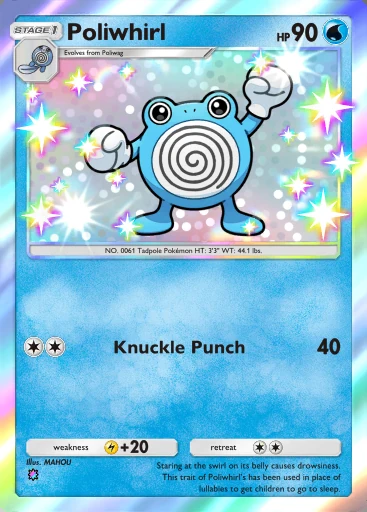 STAGE 1
Poliwhirl
HP 90
Evolves from Poliwag
NO. 0061 Tadpole Pokémon HT: 3'3" WT: 44.1 lbs.
Knuckle Punch 40
weakness +20 retreat
Illus. MAHOU
Staring at the swirl on its belly causes drowsiness.
This trait of Poliwhirl's has been used in place of
lullabies to get children to go to sleep.